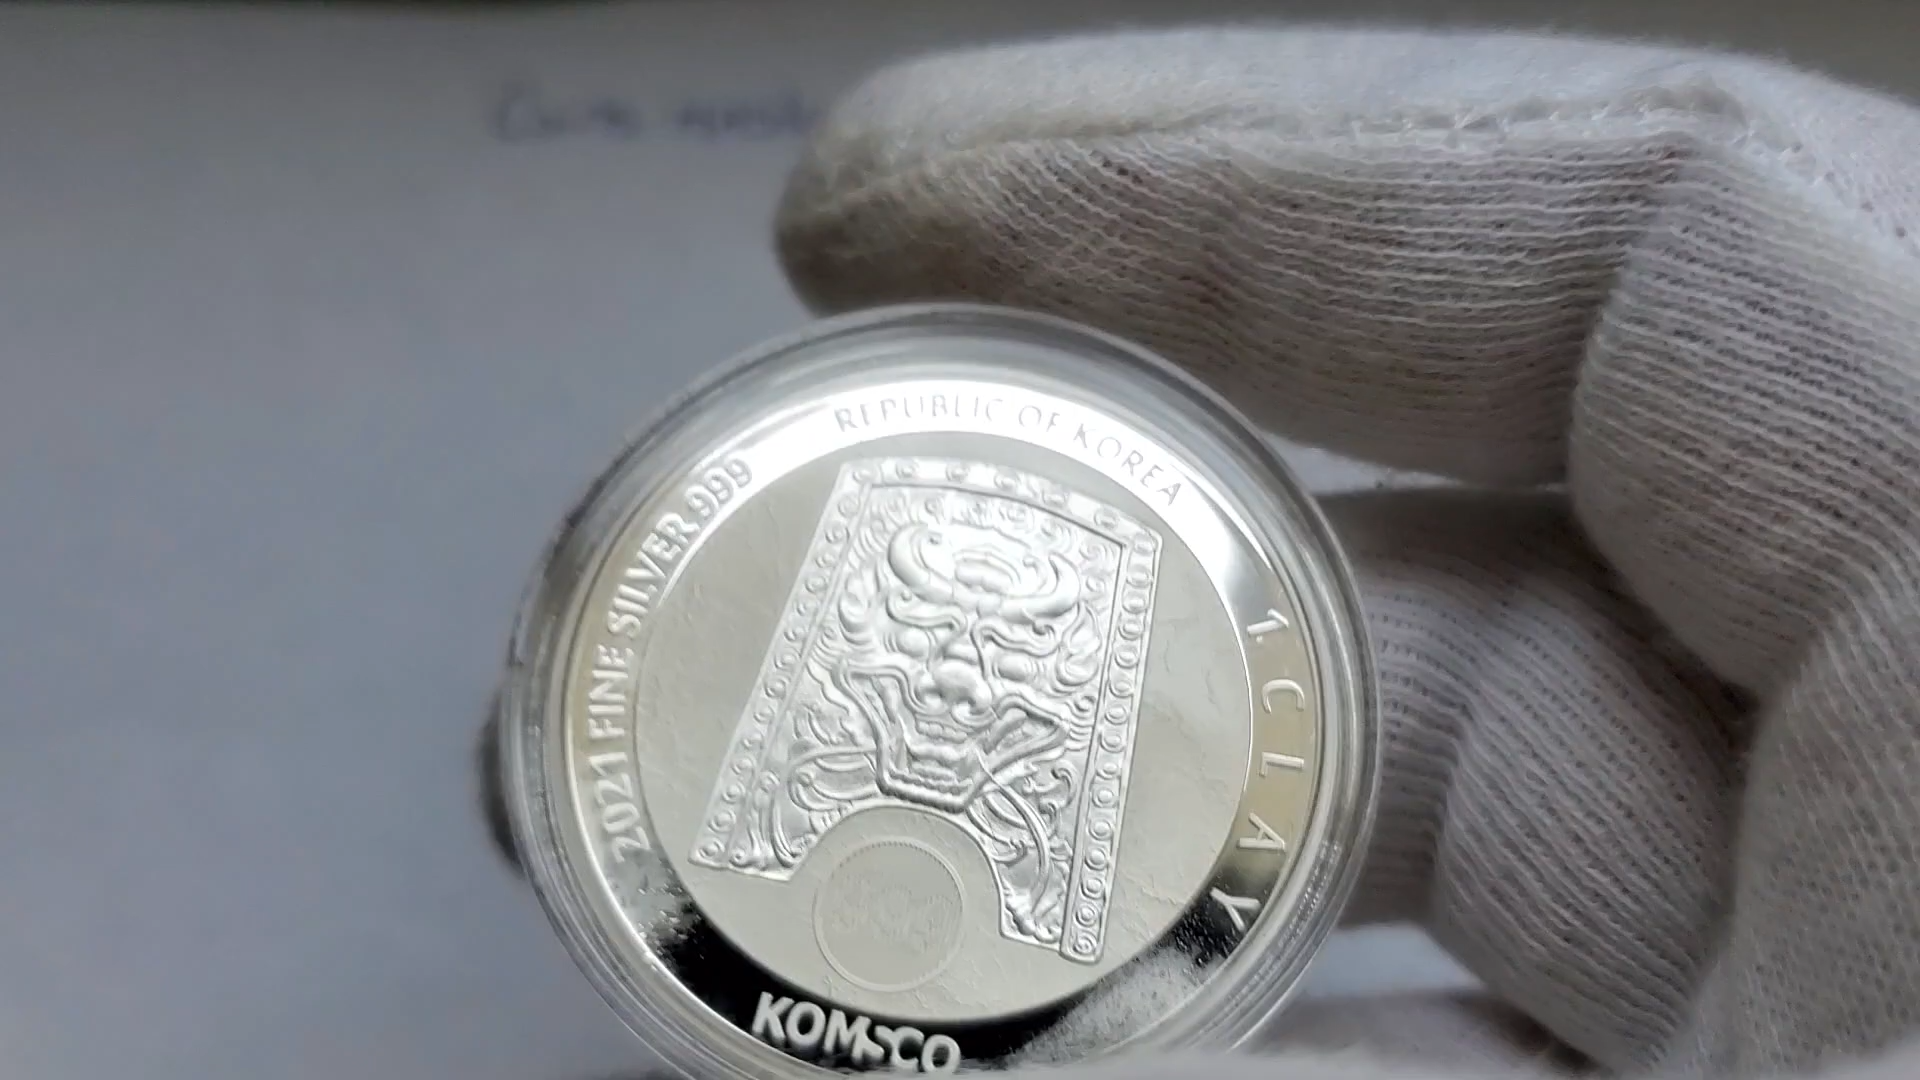 REPUBLIC OF KOREA
2021 FINE SILVER 999
1 CLAY
KOMSCO